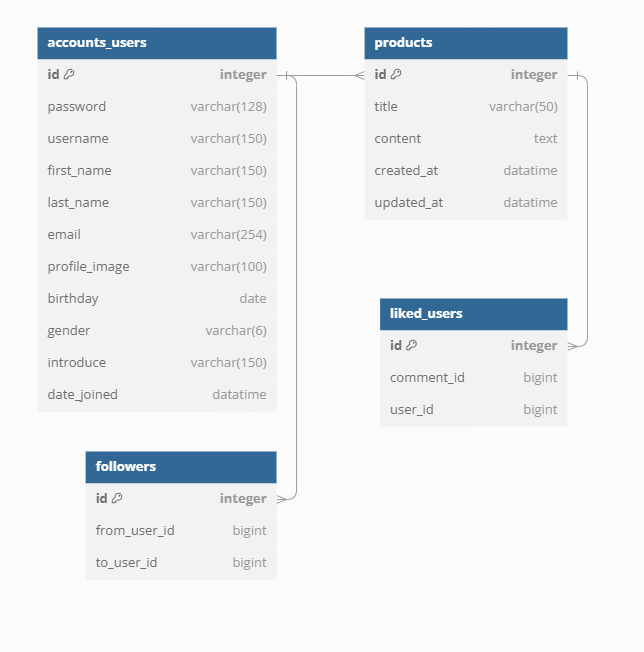 accounts_users
id integer
password varchar(128)
username varchar(150)
first_name varchar(150)
last_name varchar(150)
email varchar(254)
profile_image varchar(100)
birthday date
gender varchar(6)
introduce varchar(150)
date_joined datatime
products
id integer
title varchar(50)
content text
created_at datatime
updated_at datatime
liked_users
id integer
comment_id bigint
user_id bigint
followers
id integer
from_user_id bigint
to_user_id bigint